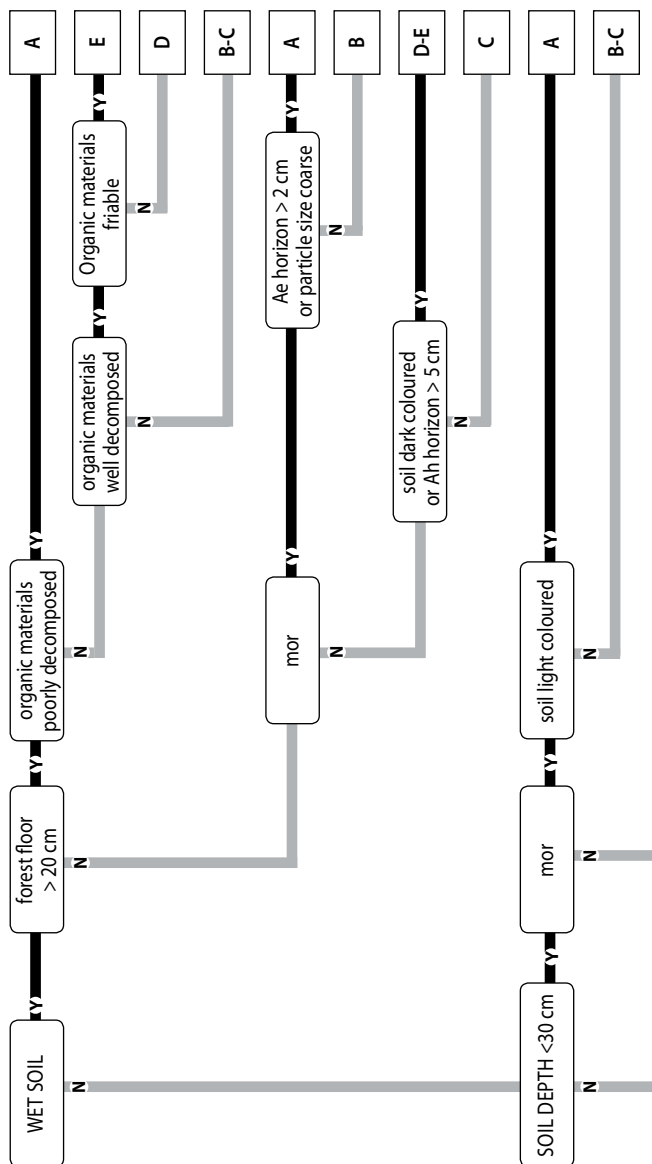 WET SOIL
Y
N
forest floor
> 20 cm
Y
N
organic materials
poorly decomposed
Y
N
A
organic materials
well decomposed
Y
N
Organic materials
friable
Y
N
E
D
B-C
mor
Y
N
Ae horizon > 2 cm
or particle size coarse
Y
N
A
B
soil dark coloured
or Ah horizon > 5 cm
Y
N
D-E
C
SOIL DEPTH <30 cm
Y
N
mor
Y
N
soil light coloured
Y
N
A
B-C